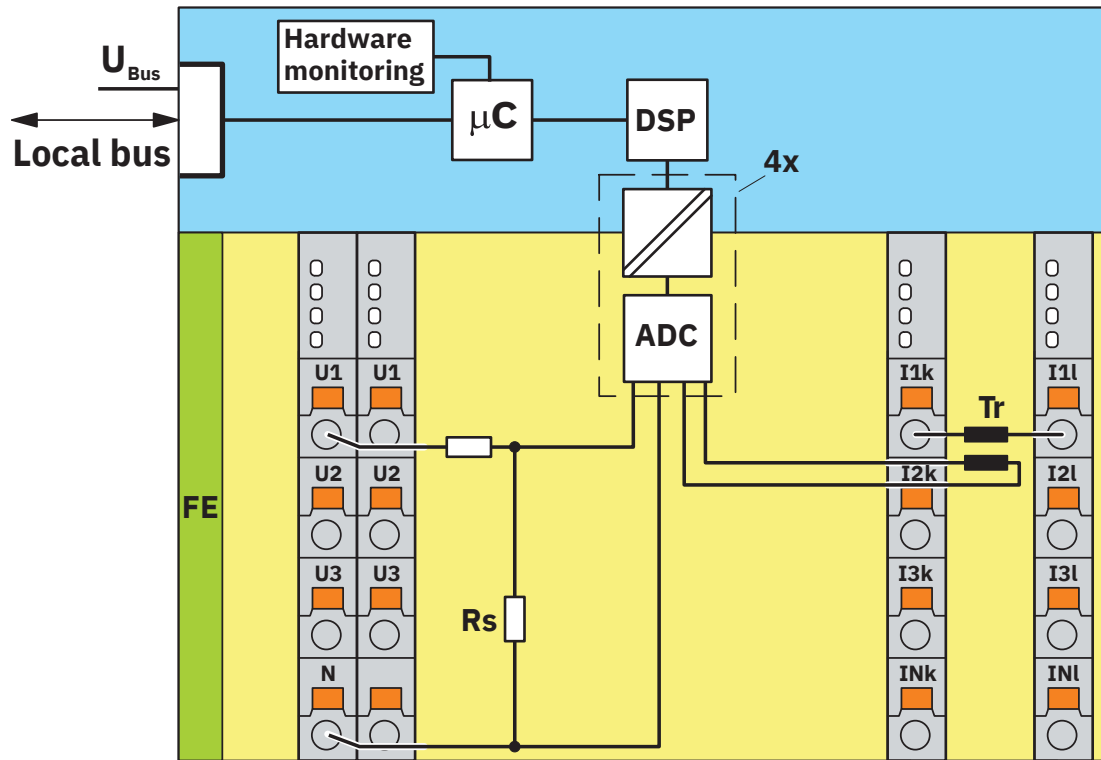 Hardware
monitoring
U Bus
µC
DSP
Local bus
4x
ADC
U1 U1
I1k I1l
Tr
U2 U2
I2k I2l
FE
U3 U3
I3k I3l
Rs
N
INk INl